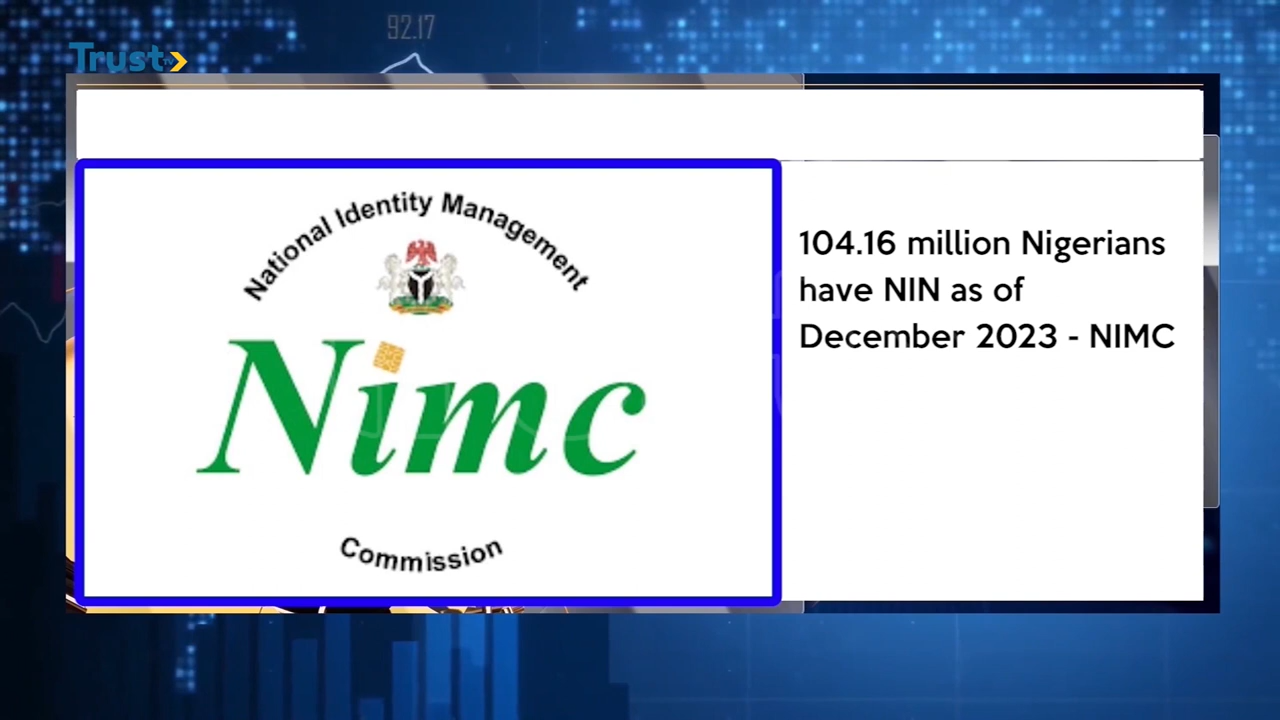 92.17
Trust TV
National Identity Management
Nimc
Commission
104.16 million Nigerians
have NIN as of
December 2023 - NIMC